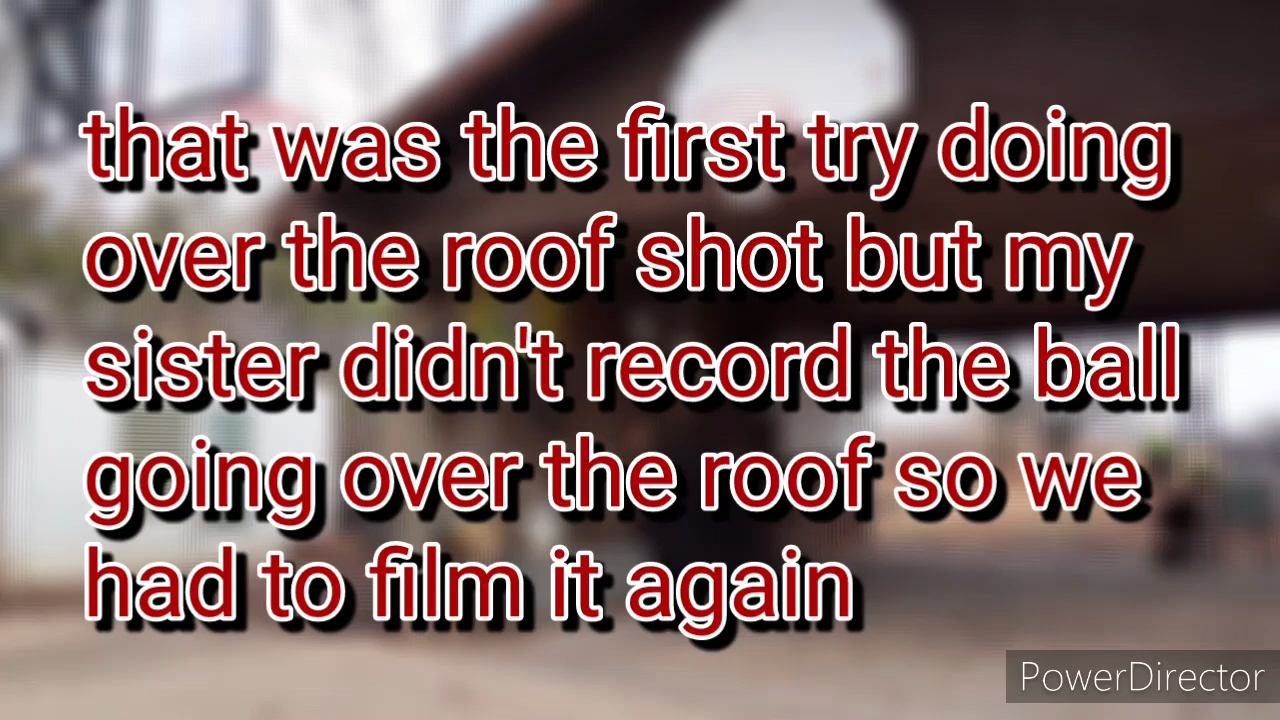 that was the first try doing
over the roof shot but my
sister didn't record the ball
going over the roof so we
had to film it again
PowerDirector